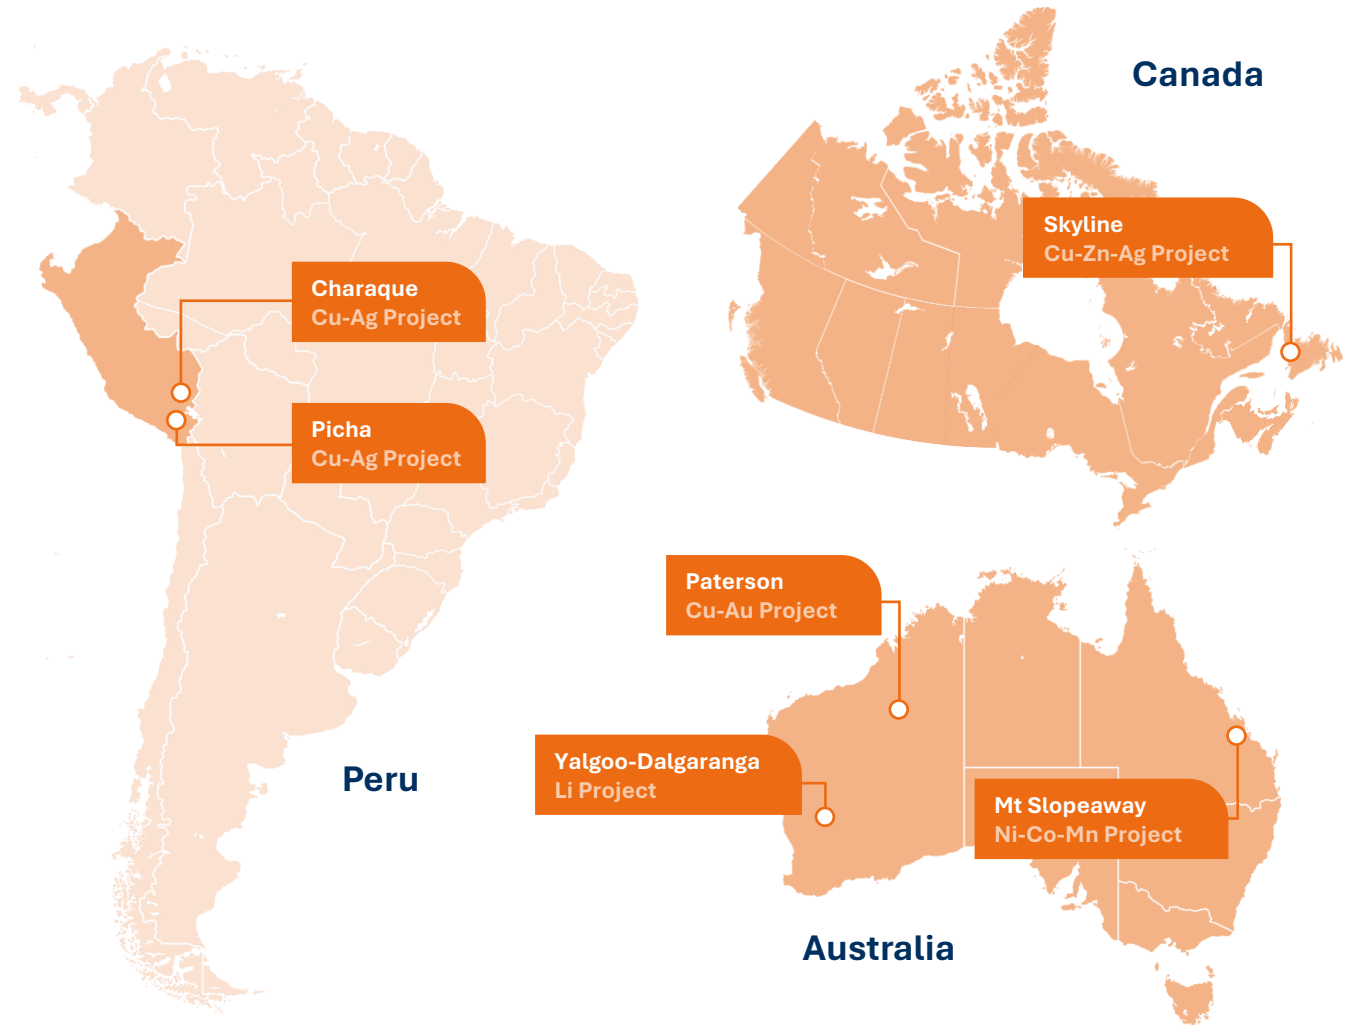 Canada
Skyline
Cu-Zn-Ag Project
Charaque
Cu-Ag Project
Picha
Cu-Ag Project
Peru
Paterson
Cu-Au Project
Yalgoo-Dalgaranga
Li Project
Mt Slopeaway
Ni-Co-Mn Project
Australia